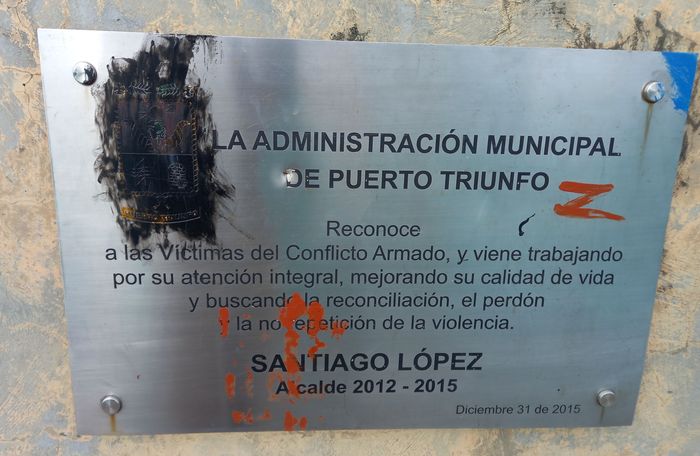 LA ADMINISTRACIÓN MUNICIPAL
DE PUERTO TRIUNFO
Reconoce
a las Víctimas del Conflicto Armado, y viene trabajando
por su atención integral, mejorando su calidad de vida
y buscando la reconciliación, el perdón
y la no repetición de la violencia.
SANTIAGO LÓPEZ
Alcalde 2012 - 2015
Diciembre 31 de 2015